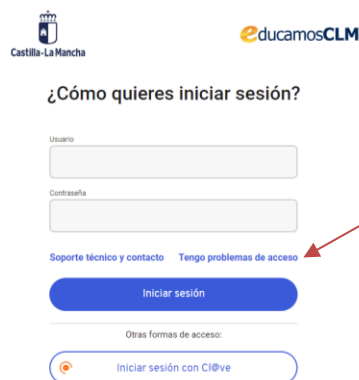 Castilla-La Mancha
educamosCLM
¿Cómo quieres iniciar sesión?
Usuario
Contraseña
Soporte técnico y contacto Tengo problemas de acceso
Iniciar sesión
Otras formas de acceso:
Iniciar sesión con Cl@ve